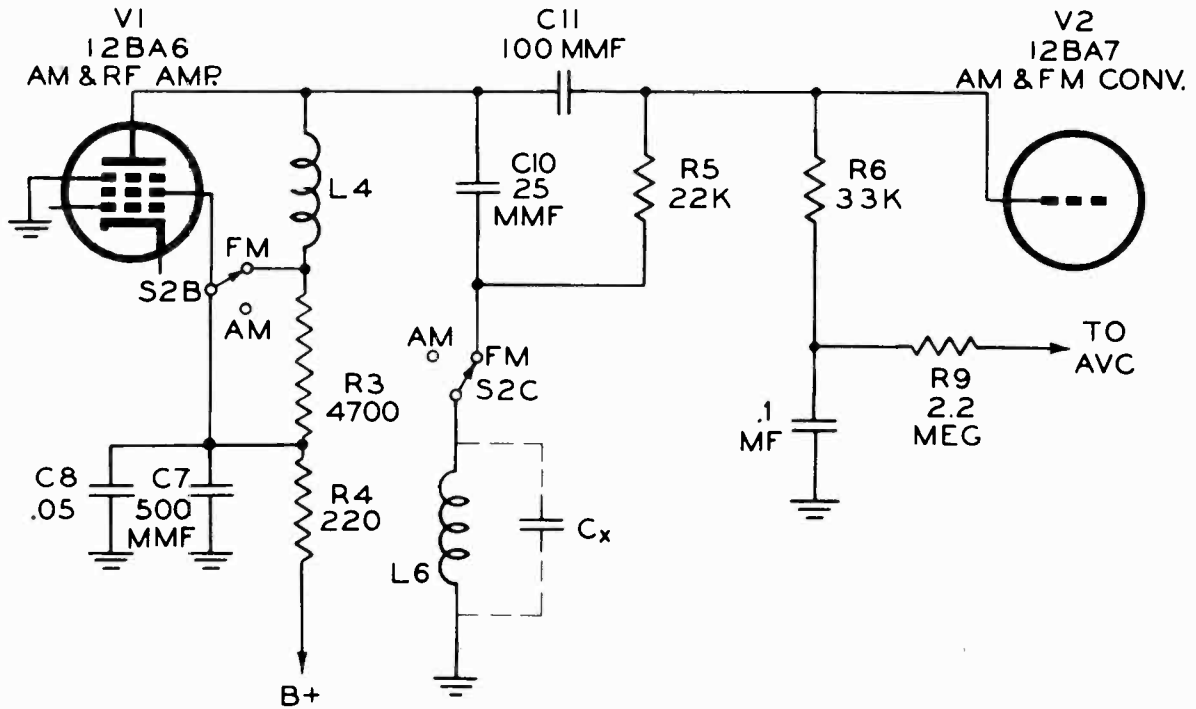 V1
12BA6
AM & RF AMP.
C11
100 MMF
V2
12BA7
AM & FM CONV.
L4
C10
25
MMF
R5
22K
R6
33K
FM
S2B
AM
AM
FM
S2C
TO
AVC
R9
2.2
MEG
R3
4700
.1
MF
C8
.05
C7
500
MMF
R4
220
L6
Cx
B+